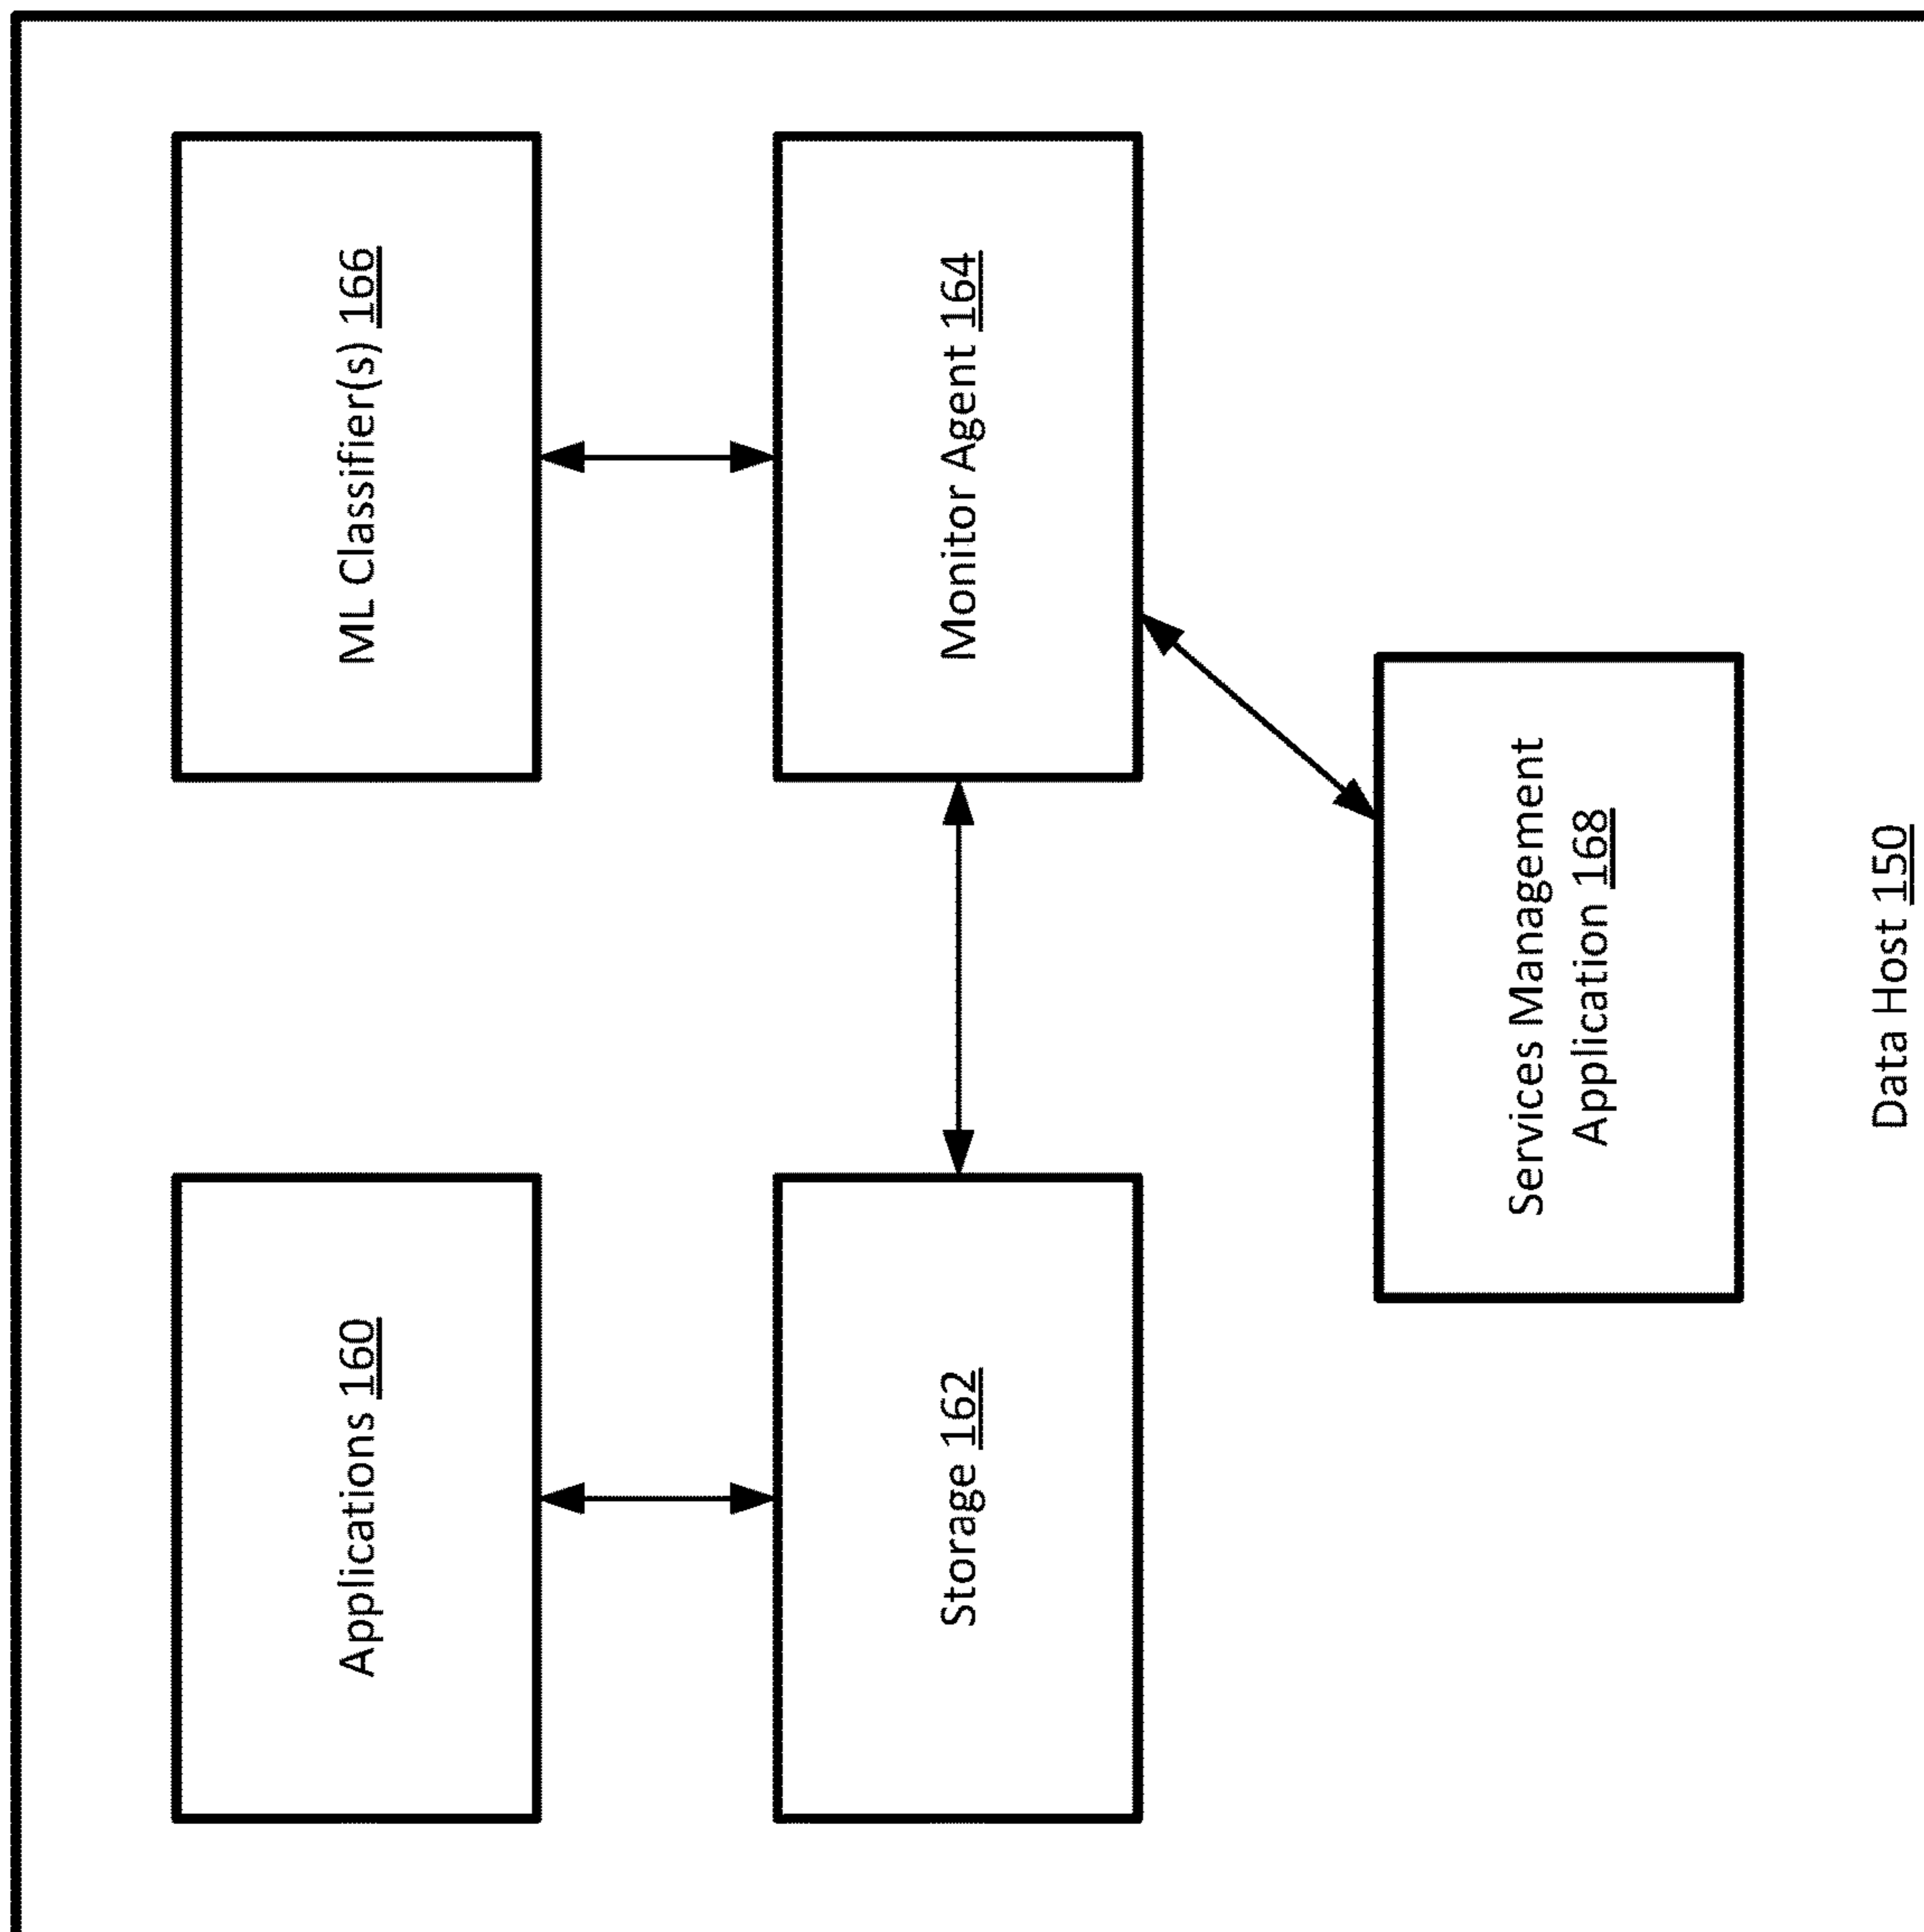 Applications 160
ML Classifier(s) 166
Storage 162
Monitor Agent 164
Services Management
Application 168
Data Host 150